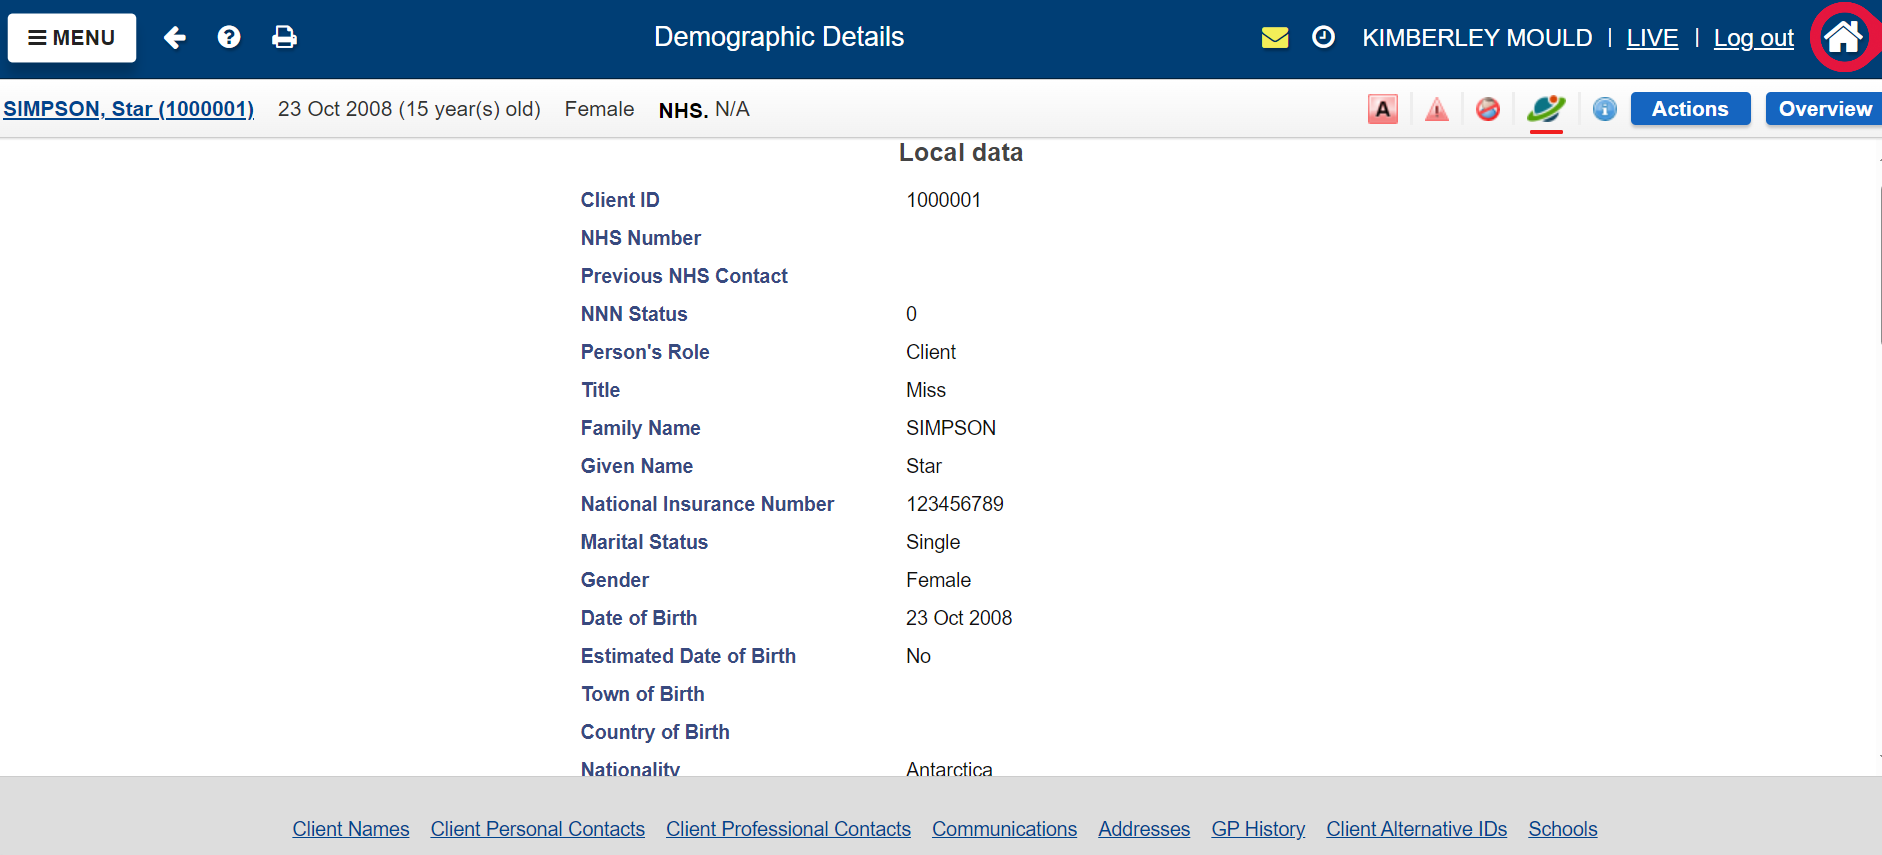 MENU Demographic Details KIMBERLEY MOULD | LIVE | Log out
SIMPSON, Star (1000001) 23 Oct 2008 (15 year(s) old) Female NHS. N/A A Actions Overview
Local data
Client ID 1000001
NHS Number
Previous NHS Contact
NNN Status 0
Person's Role Client
Title Miss
Family Name SIMPSON
Given Name Star
National Insurance Number 123456789
Marital Status Single
Gender Female
Date of Birth 23 Oct 2008
Estimated Date of Birth No
Town of Birth
Country of Birth
Nationality Antarctica
Client Names Client Personal Contacts Client Professional Contacts Communications Addresses GP History Client Alternative IDs Schools